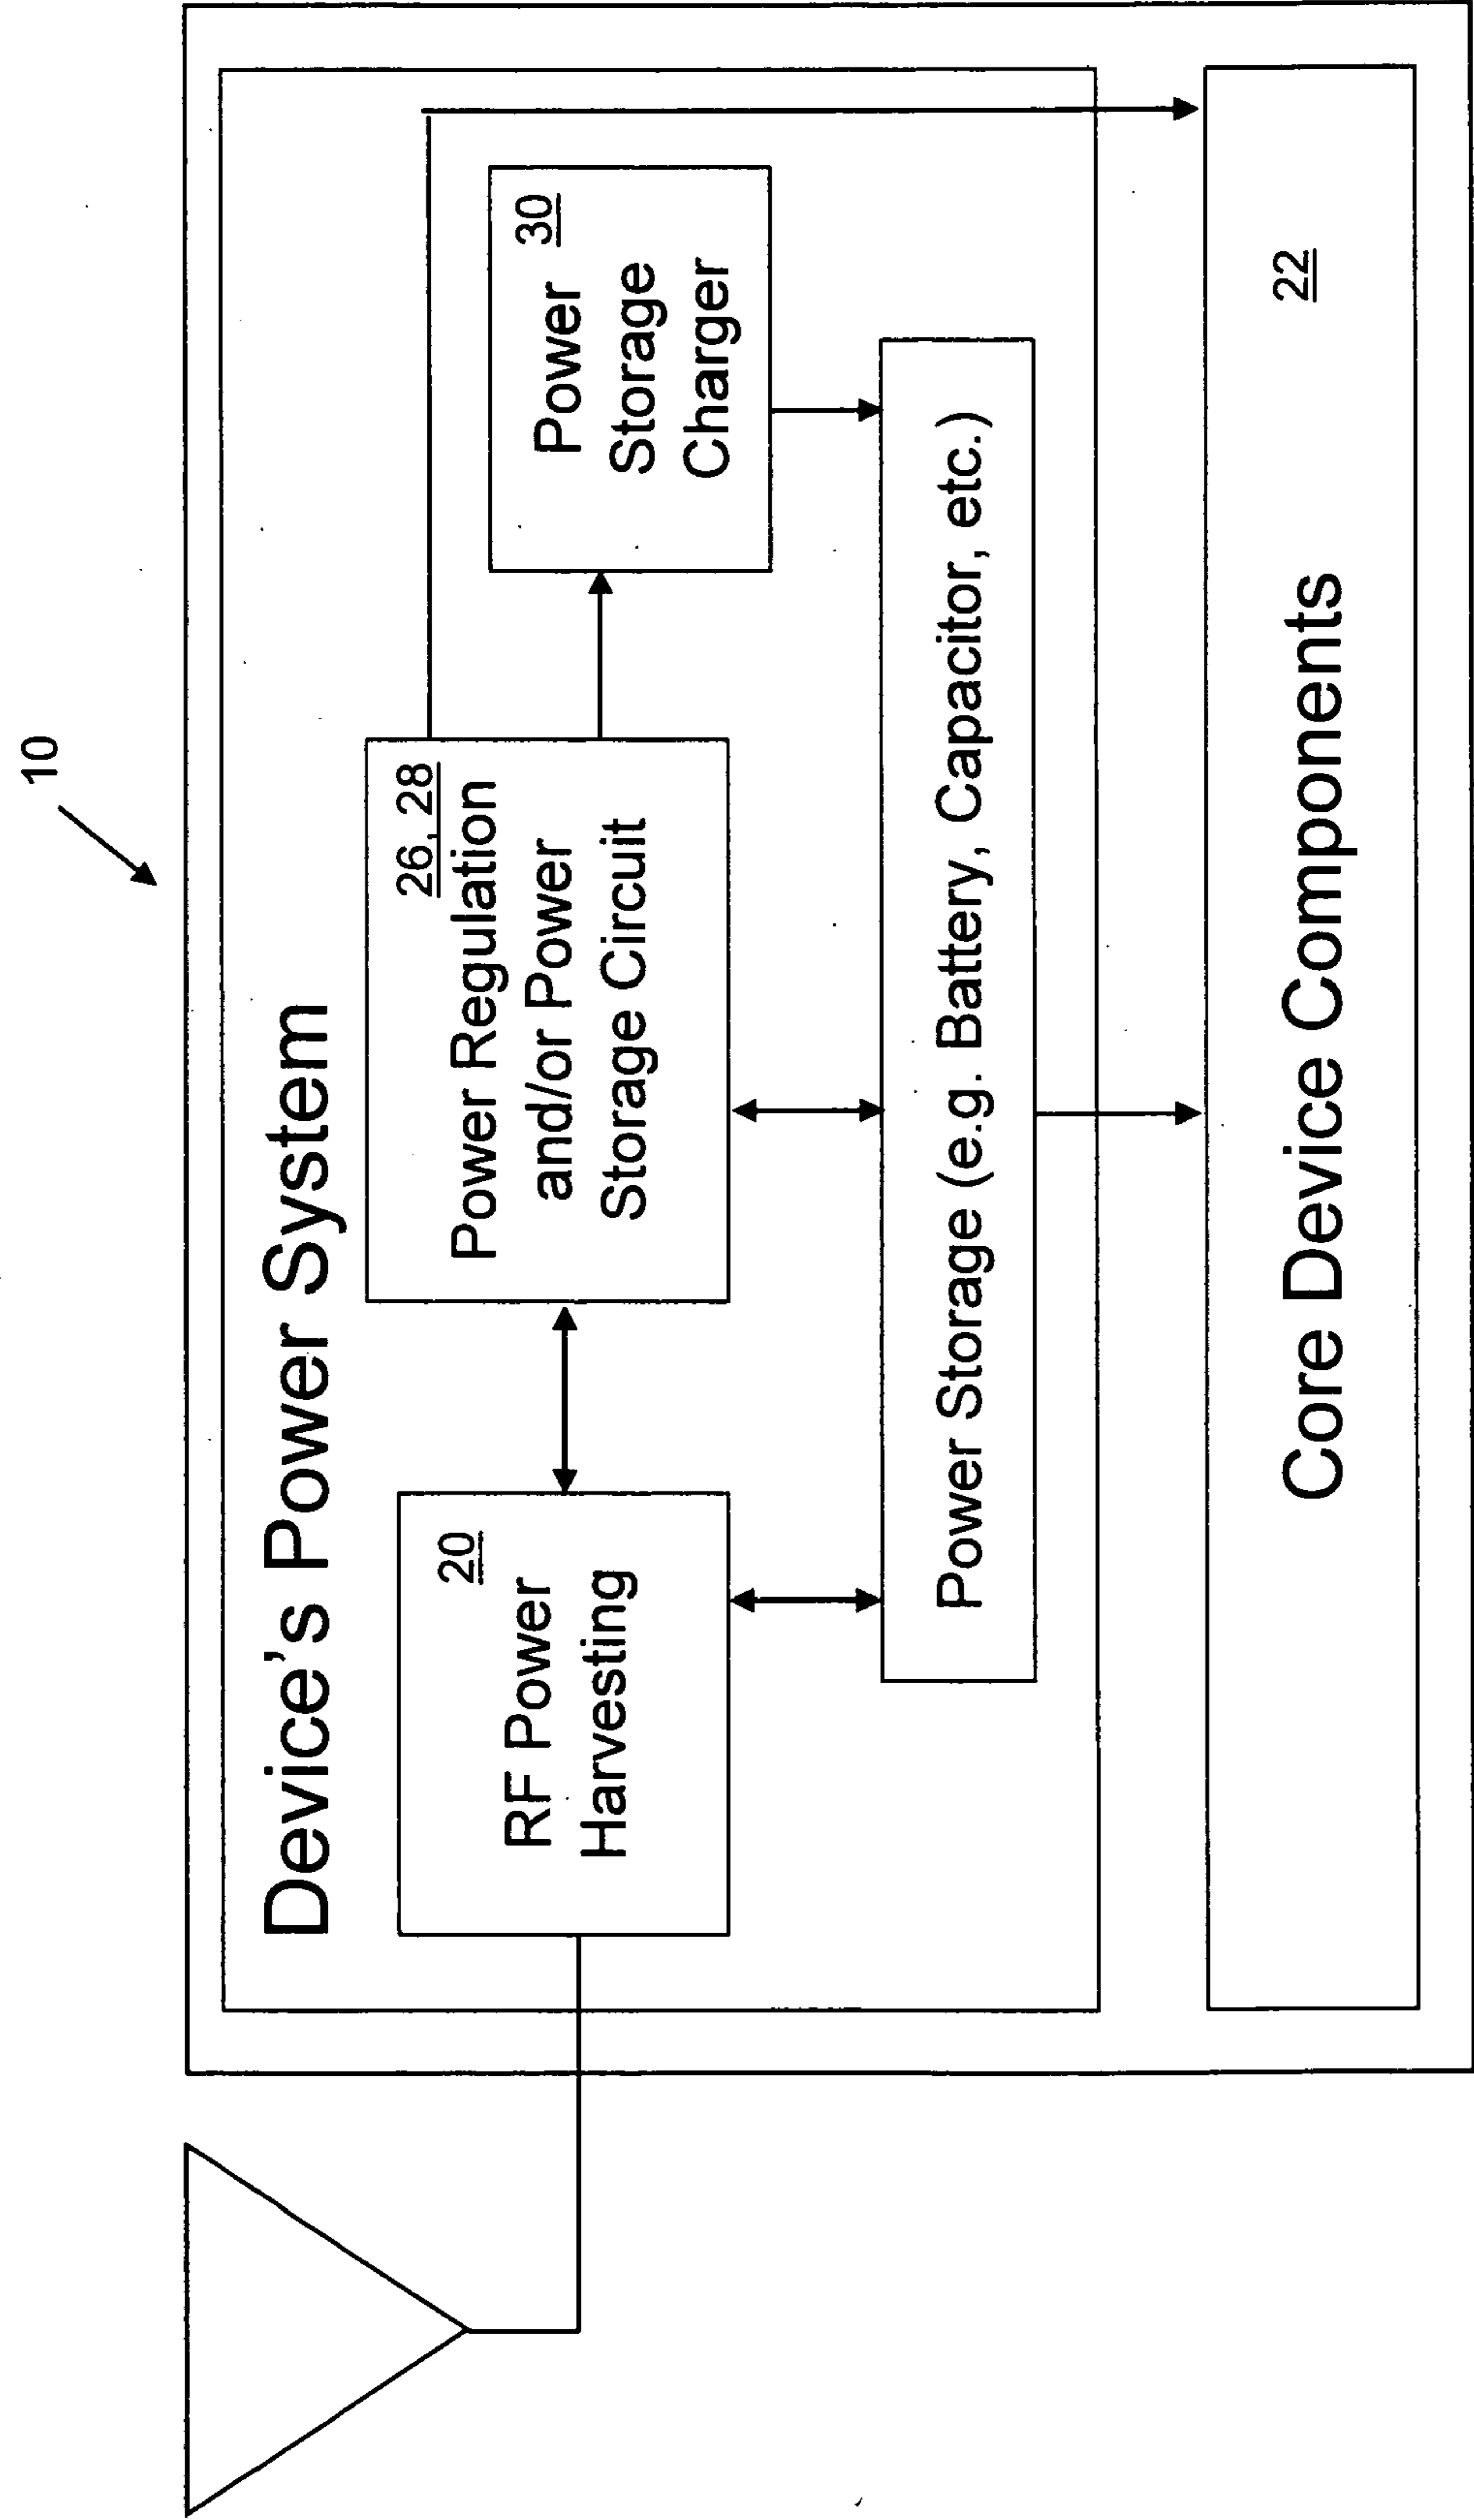 10
Device's Power System
20
RF Power
Harvesting
26, 28
Power Regulation
and/or Power
Storage Circuit
30
Power
Storage
Charger
Power Storage (e.g. Battery, Capacitor, etc.)
22
Core Device Components